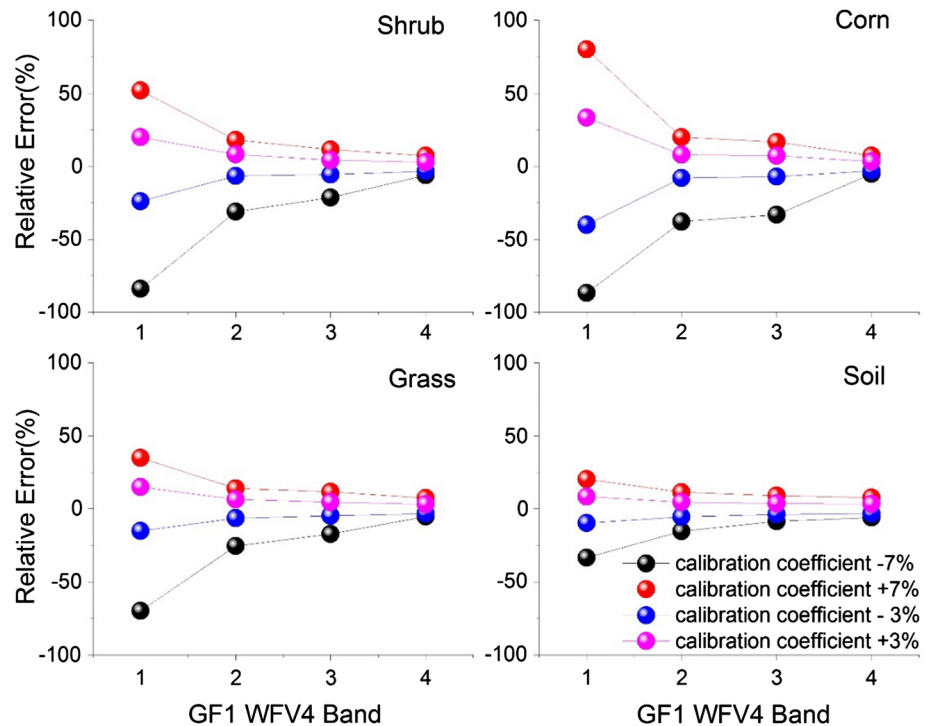 Shrub
Relative Error(%)
100
50
0
-50
-100
1 2 3 4
Corn
100
50
0
-50
-100
1 2 3 4
Grass
Relative Error(%)
100
50
0
-50
-100
1 2 3 4
GF1 WFV4 Band
Soil
100
50
0
-50
-100
calibration coefficient -7%
calibration coefficient +7%
calibration coefficient - 3%
calibration coefficient +3%
1 2 3 4
GF1 WFV4 Band